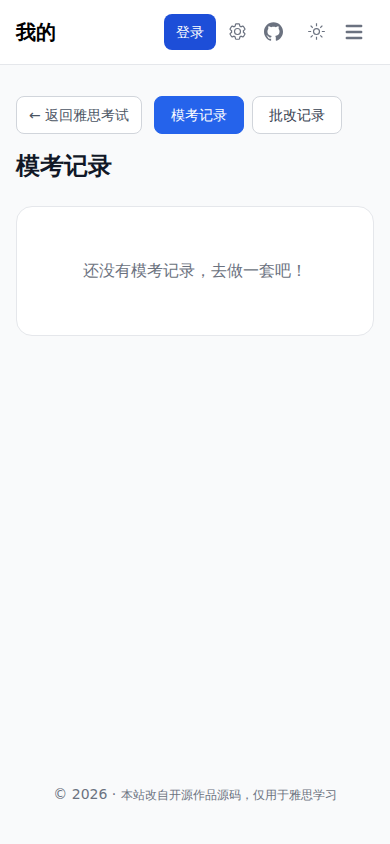 我的
登录
← 返回雅思考试
模考记录
批改记录
模考记录
还没有模考记录，去做一套吧！
© 2026 · 本站改自开源作品源码，仅用于雅思学习